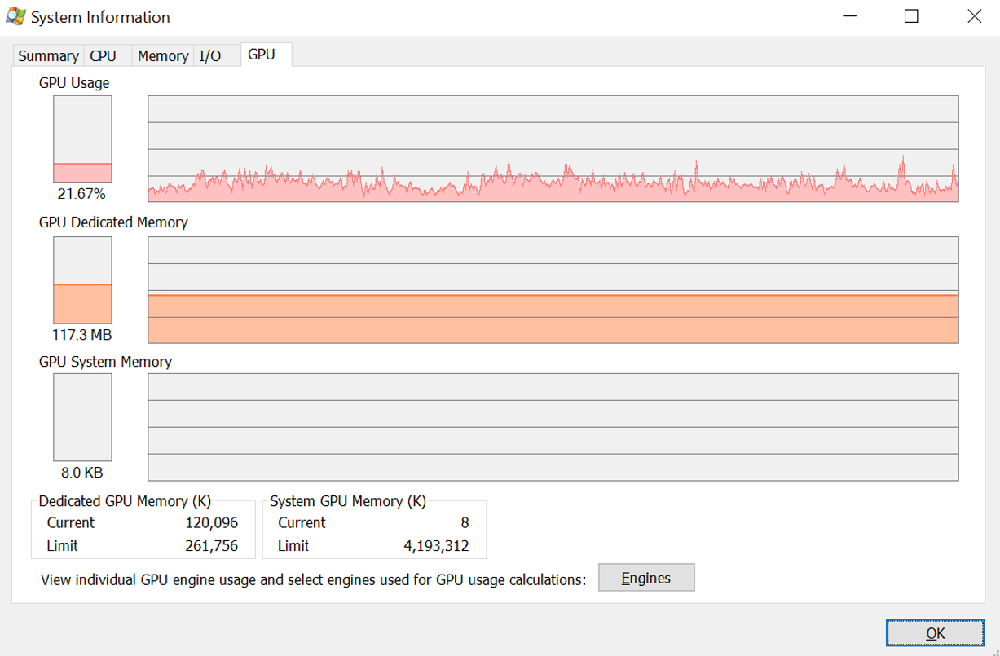 System Information
Summary CPU Memory I/O GPU
GPU Usage
21.67%
GPU Dedicated Memory
117.3 MB
GPU System Memory
8.0 KB
Dedicated GPU Memory (K) System GPU Memory (K)
Current 120,096 Current 8
Limit 261,756 Limit 4,193,312
View individual GPU engine usage and select engines used for GPU usage calculations: Engines
OK